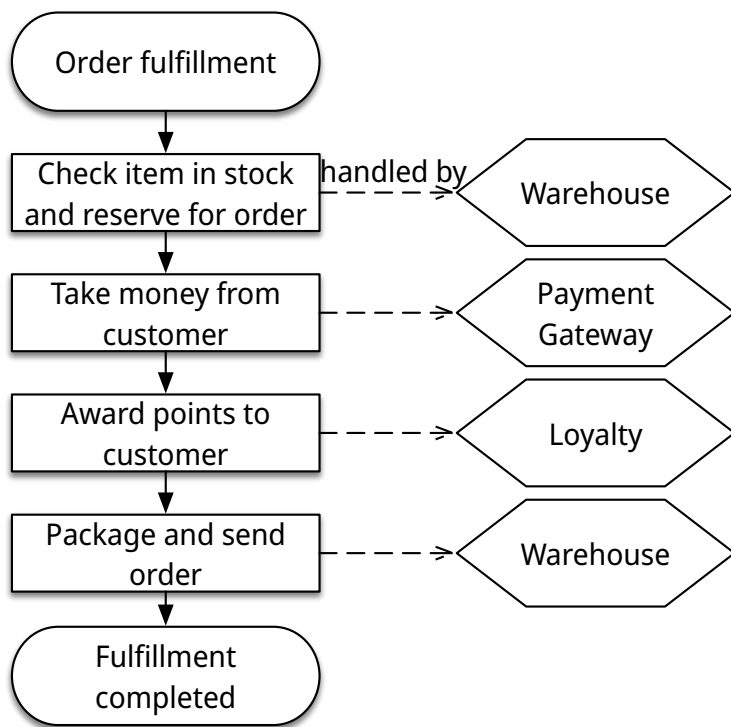 Order fulfillment
Check item in stock
and reserve for order
handled by
Warehouse
Take money from
customer
Payment
Gateway
Award points to
customer
Loyalty
Package and send
order
Warehouse
Fulfillment
completed